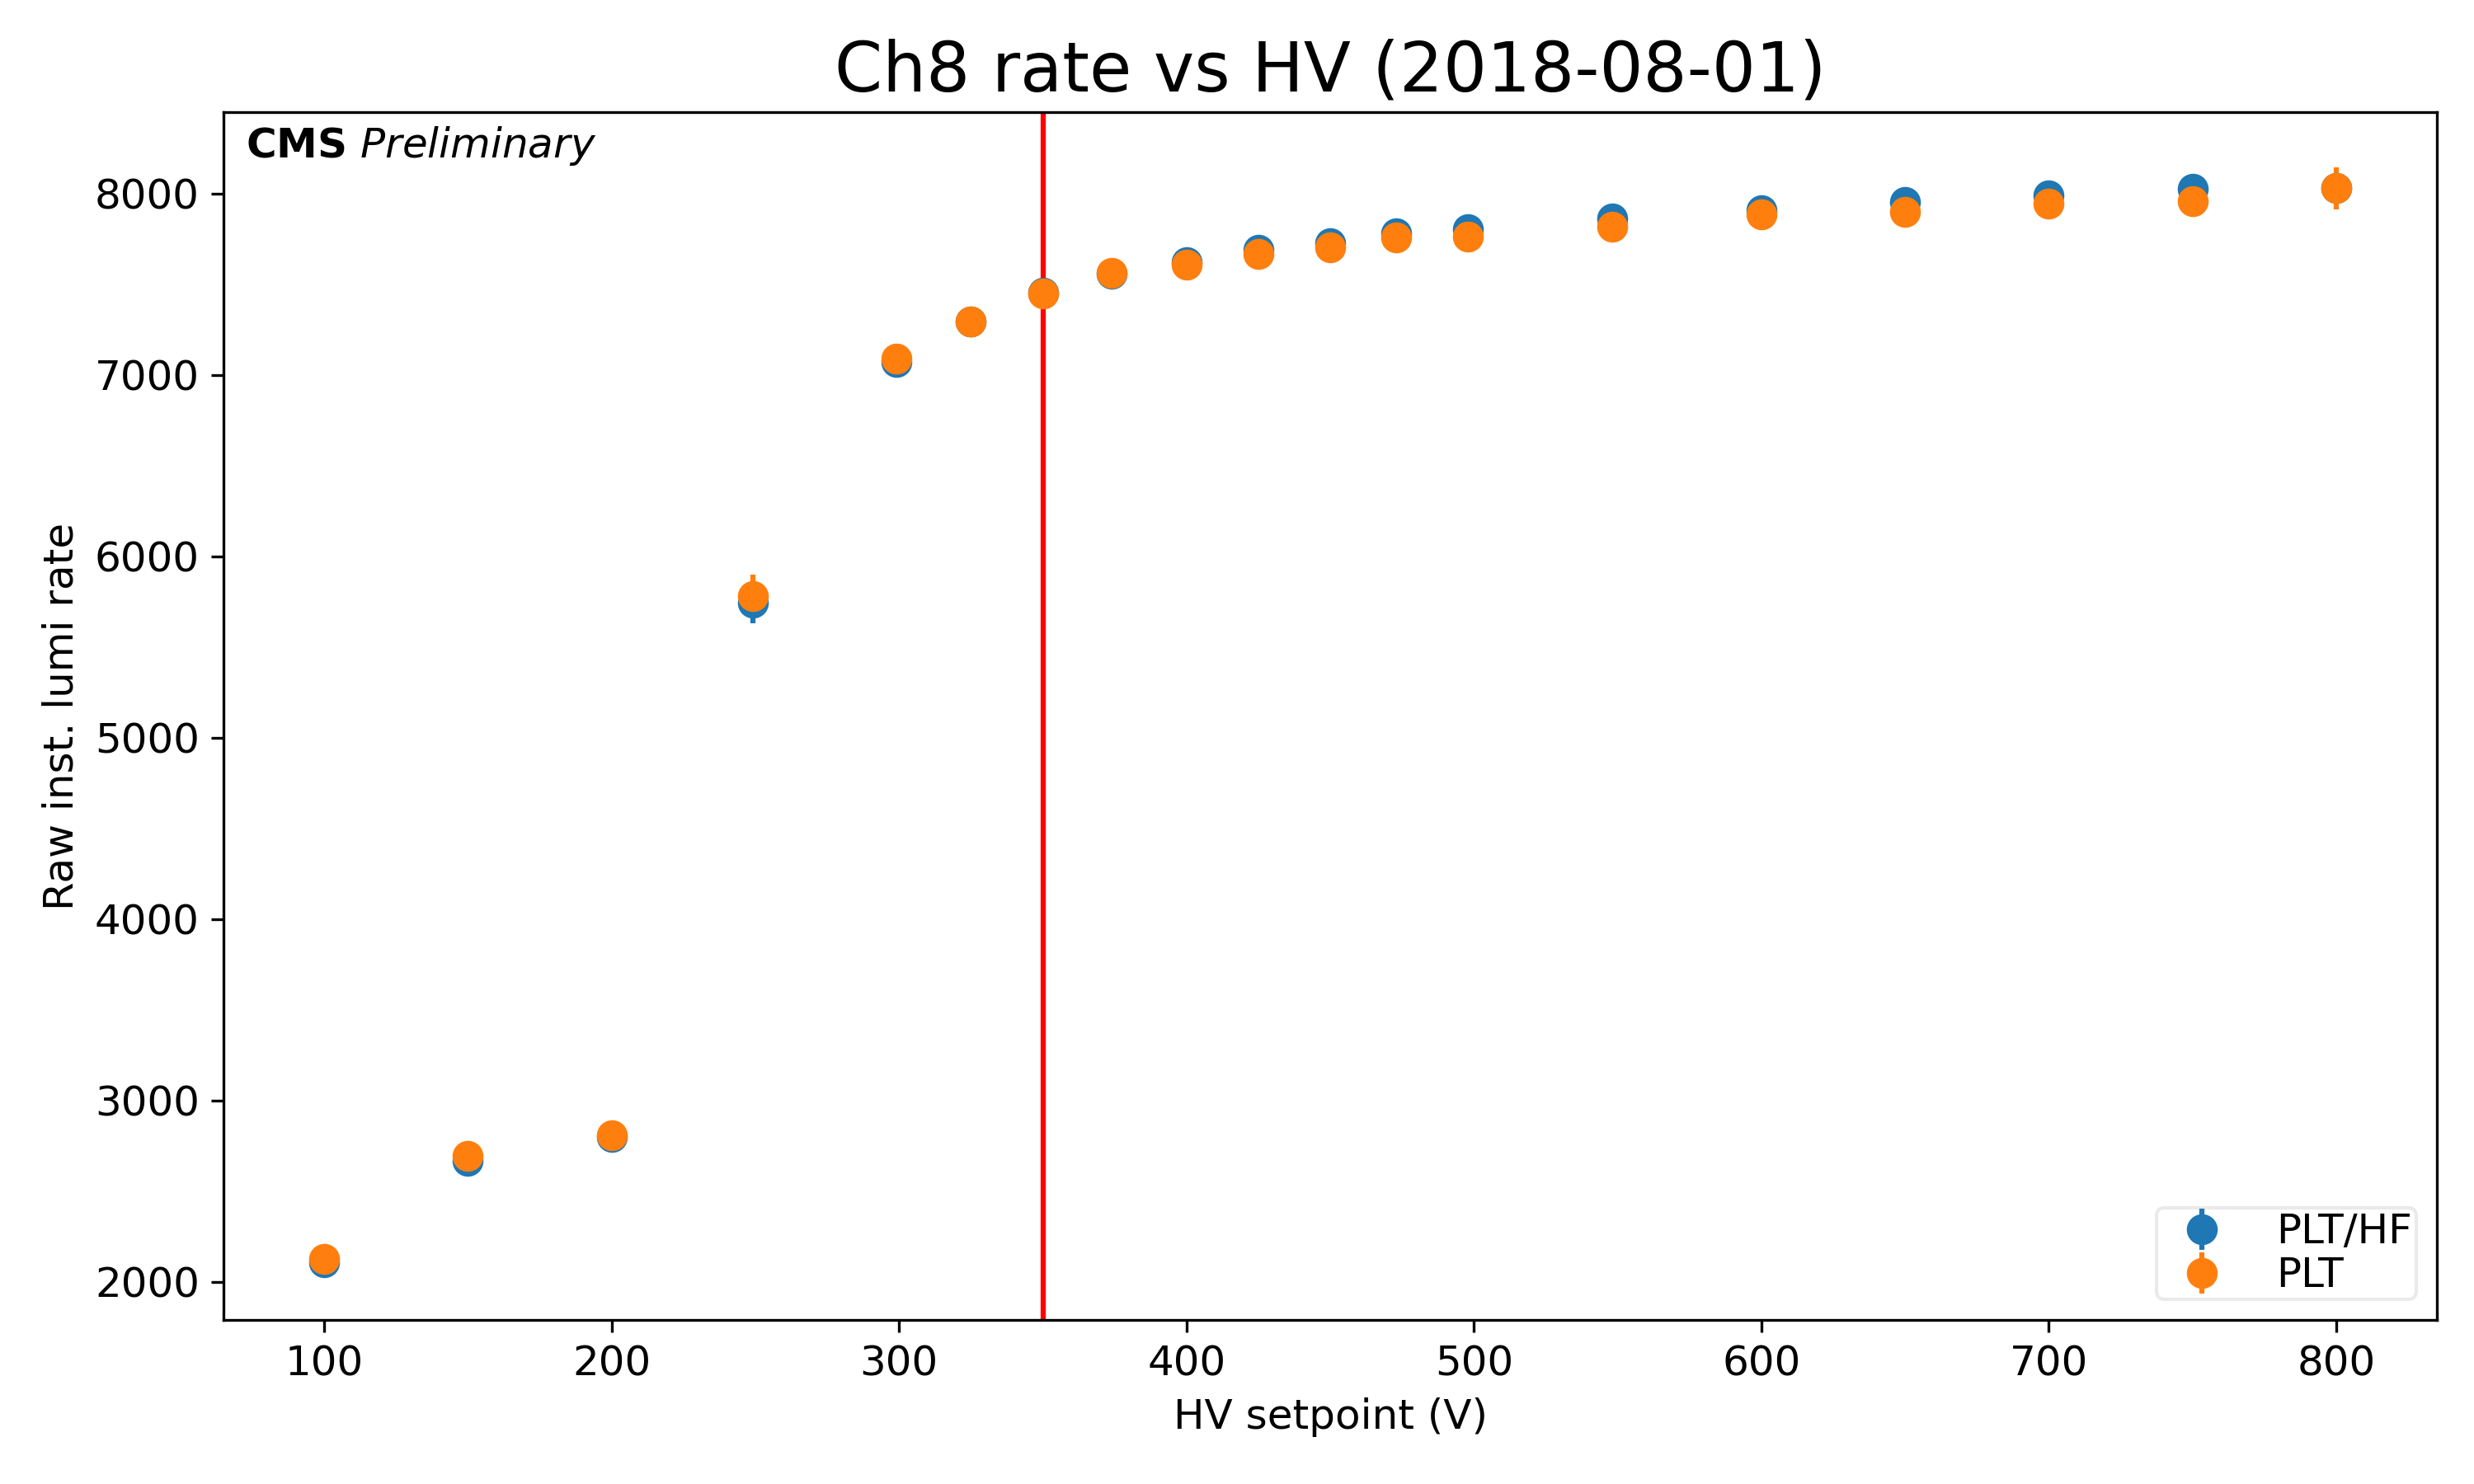 Ch8 rate vs HV (2018-08-01)
CMS Preliminary
8000
7000
6000
5000
4000
3000
2000
Raw inst. lumi rate
PLT/HF
PLT
100 200 300 400 500 600 700 800
HV setpoint (V)